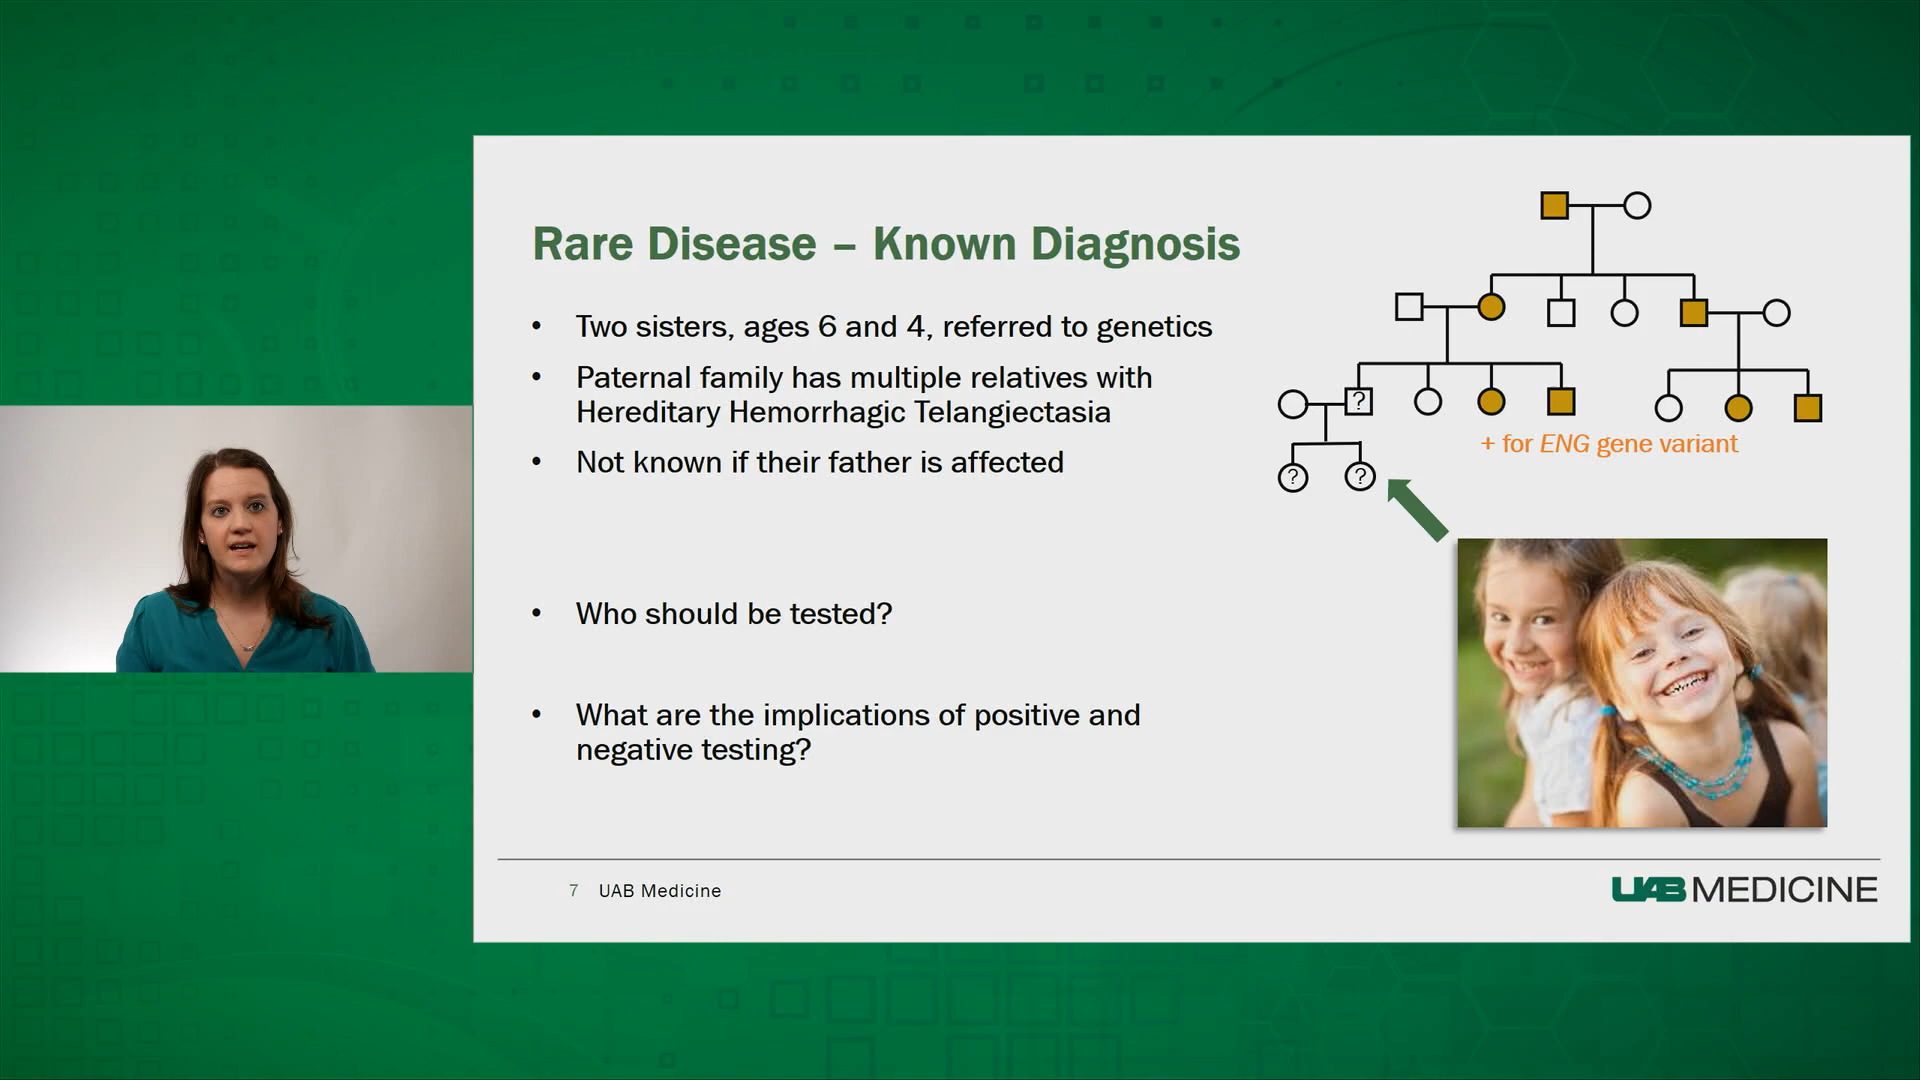 Rare Disease – Known Diagnosis
• Two sisters, ages 6 and 4, referred to genetics
• Paternal family has multiple relatives with
Hereditary Hemorrhagic Telangiectasia
• Not known if their father is affected
• Who should be tested?
• What are the implications of positive and
negative testing?
?
+ for ENG gene variant
? ?
7 UAB Medicine
UAB MEDICINE